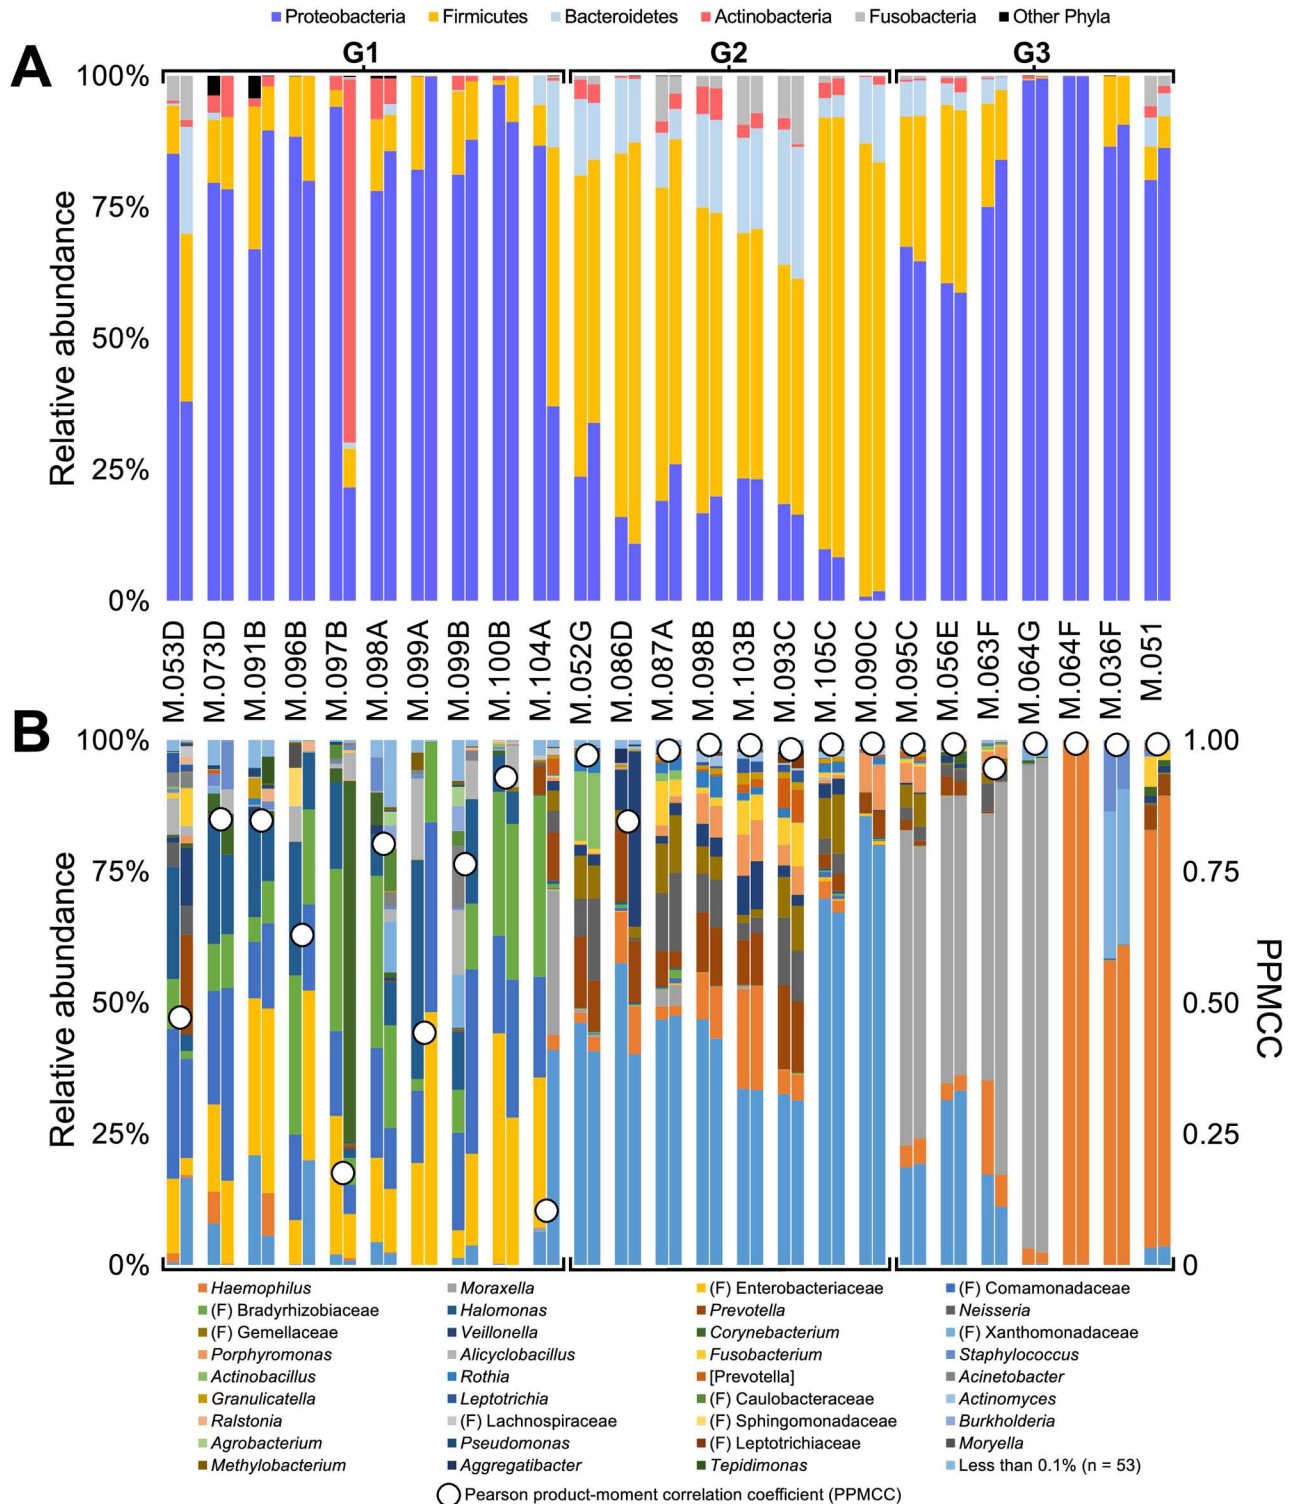 Proteobacteria Firmicutes Bacteroidetes Actinobacteria Fusobacteria Other Phyla
A
G1 G2 G3
100%
75%
50%
25%
0%
Relative abundance
M.053D M.073D M.091B M.096B M.097B M.098A M.099A M.099B M.100B M.104A M.052G M.086D M.087A M.098B M.103B M.093C M.105C M.090C M.095C M.056E M.063F M.064G M.064F M.036F M.051
B
100% 1.00
75% 0.75
50% 0.50
25% 0.25
0% 0
Relative abundance
PPMCC
Haemophilus Moraxella (F) Enterobacteriaceae (F) Comamonadaceae
(F) Bradyrhizobiaceae Halomonas Prevotella Neisseria
(F) Gemellaceae Veillonella Corynebacterium (F) Xanthomonadaceae
Porphyromonas Alicyclobacillus Fusobacterium Staphylococcus
Actinobacillus Rothia [Prevotella] Acinetobacter
Granulicatella Leptotrichia (F) Caulobacteraceae Actinomyces
Ralstonia (F) Lachnospiraceae (F) Sphingomonadaceae Burkholderia
Agrobacterium Pseudomonas (F) Leptotrichiaceae Moryella
Methylobacterium Aggregatibacter Tepidimonas Less than 0.1% (n = 53)
Pearson product-moment correlation coefficient (PPMCC)